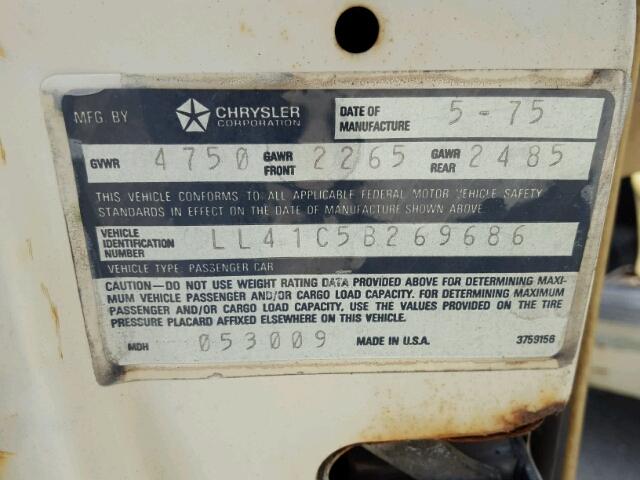 MFG BY CHRYSLER CORPORATION DATE OF MANUFACTURE 5-75
GVWR 4750 GAWR FRONT 2265 GAWR REAR 2485
THIS VEHICLE CONFORMS TO ALL APPLICABLE FEDERAL MOTOR VEHICLE SAFETY
STANDARDS IN EFFECT ON THE DATE OF MANUFACTURE SHOWN ABOVE.
VEHICLE IDENTIFICATION NUMBER LL41C5B269686
VEHICLE TYPE: PASSENGER CAR
CAUTION—DO NOT USE WEIGHT RATING DATA PROVIDED ABOVE FOR DETERMINING MAXI-
MUM VEHICLE PASSENGER AND/OR CARGO LOAD CAPACITY. FOR DETERMINING MAXIMUM
PASSENGER AND/OR CARGO LOAD CAPACITY, USE THE VALUES PROVIDED ON THE TIRE
PRESSURE PLACARD AFFIXED ELSEWHERE ON THIS VEHICLE.
MDH 053009 MADE IN U.S.A. 3759156